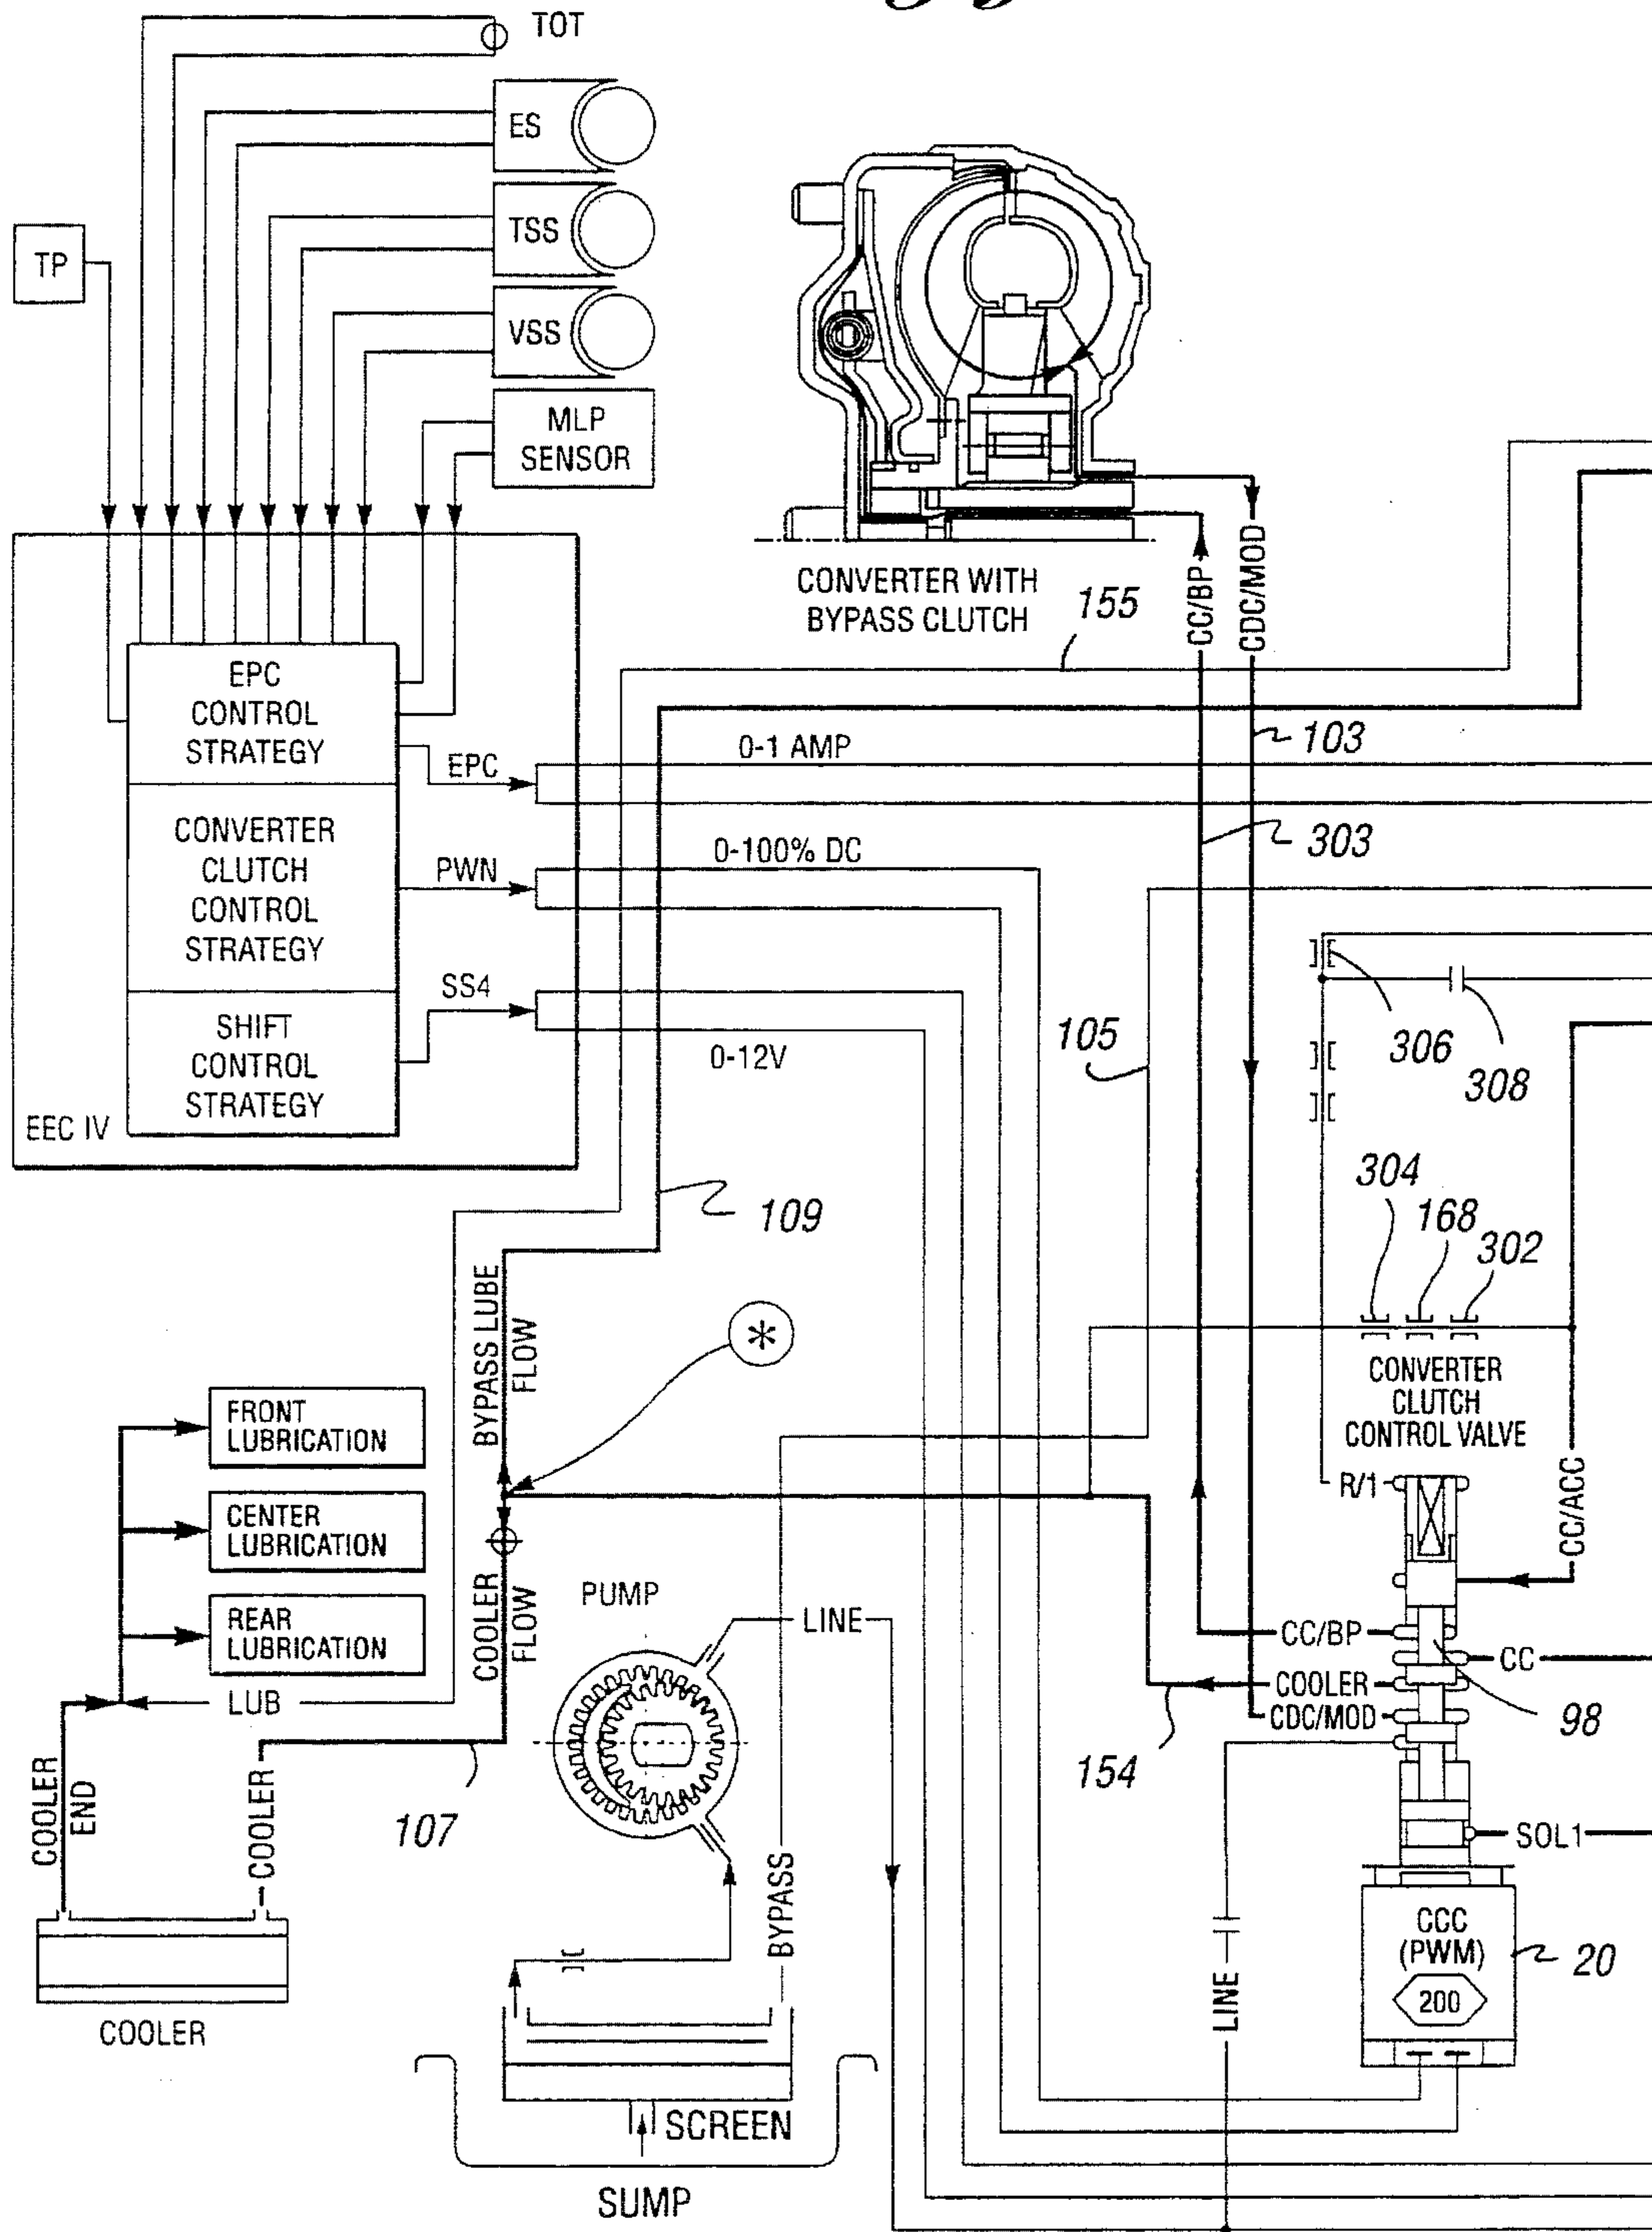 TOT
ES
TSS
TP
VSS
MLP
SENSOR
CONVERTER WITH
BYPASS CLUTCH
155
CC/BP
CDC/MOD
EPC
CONTROL
STRATEGY
EPC
0-1 AMP
103
CONVERTER
CLUTCH
CONTROL
STRATEGY
PWN
0-100% DC
303
SS4
SHIFT
CONTROL
STRATEGY
0-12V
EEC IV
105
306
308
109
304
168
302
BYPASS LUBE
FLOW
*
CONVERTER
CLUTCH
CONTROL VALVE
FRONT
LUBRICATION
R/1
CC/ACC
CENTER
LUBRICATION
REAR
LUBRICATION
COOLER
FLOW
PUMP
LINE
CC/BP
CC
LUB
COOLER
CDC/MOD
98
154
COOLER
END
COOLER
107
SOL1
BYPASS
CCC
(PWM)
200
20
LINE
COOLER
SCREEN
SUMP